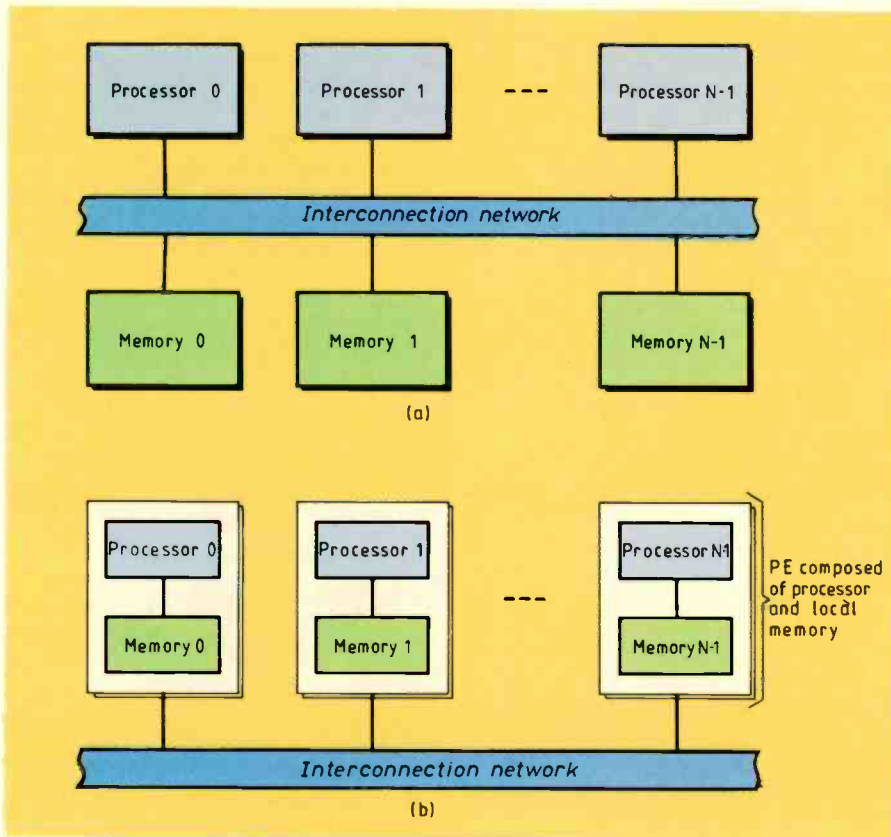 Processor 0
Processor 1
---
Processor N-1
Interconnection network
Memory 0
Memory 1
Memory N-1
(a)
Processor 0
Processor 1
---
Processor N-1
Memory 0
Memory 1
Memory N-1
PE composed
of processor
and local
memory
Interconnection network
(b)